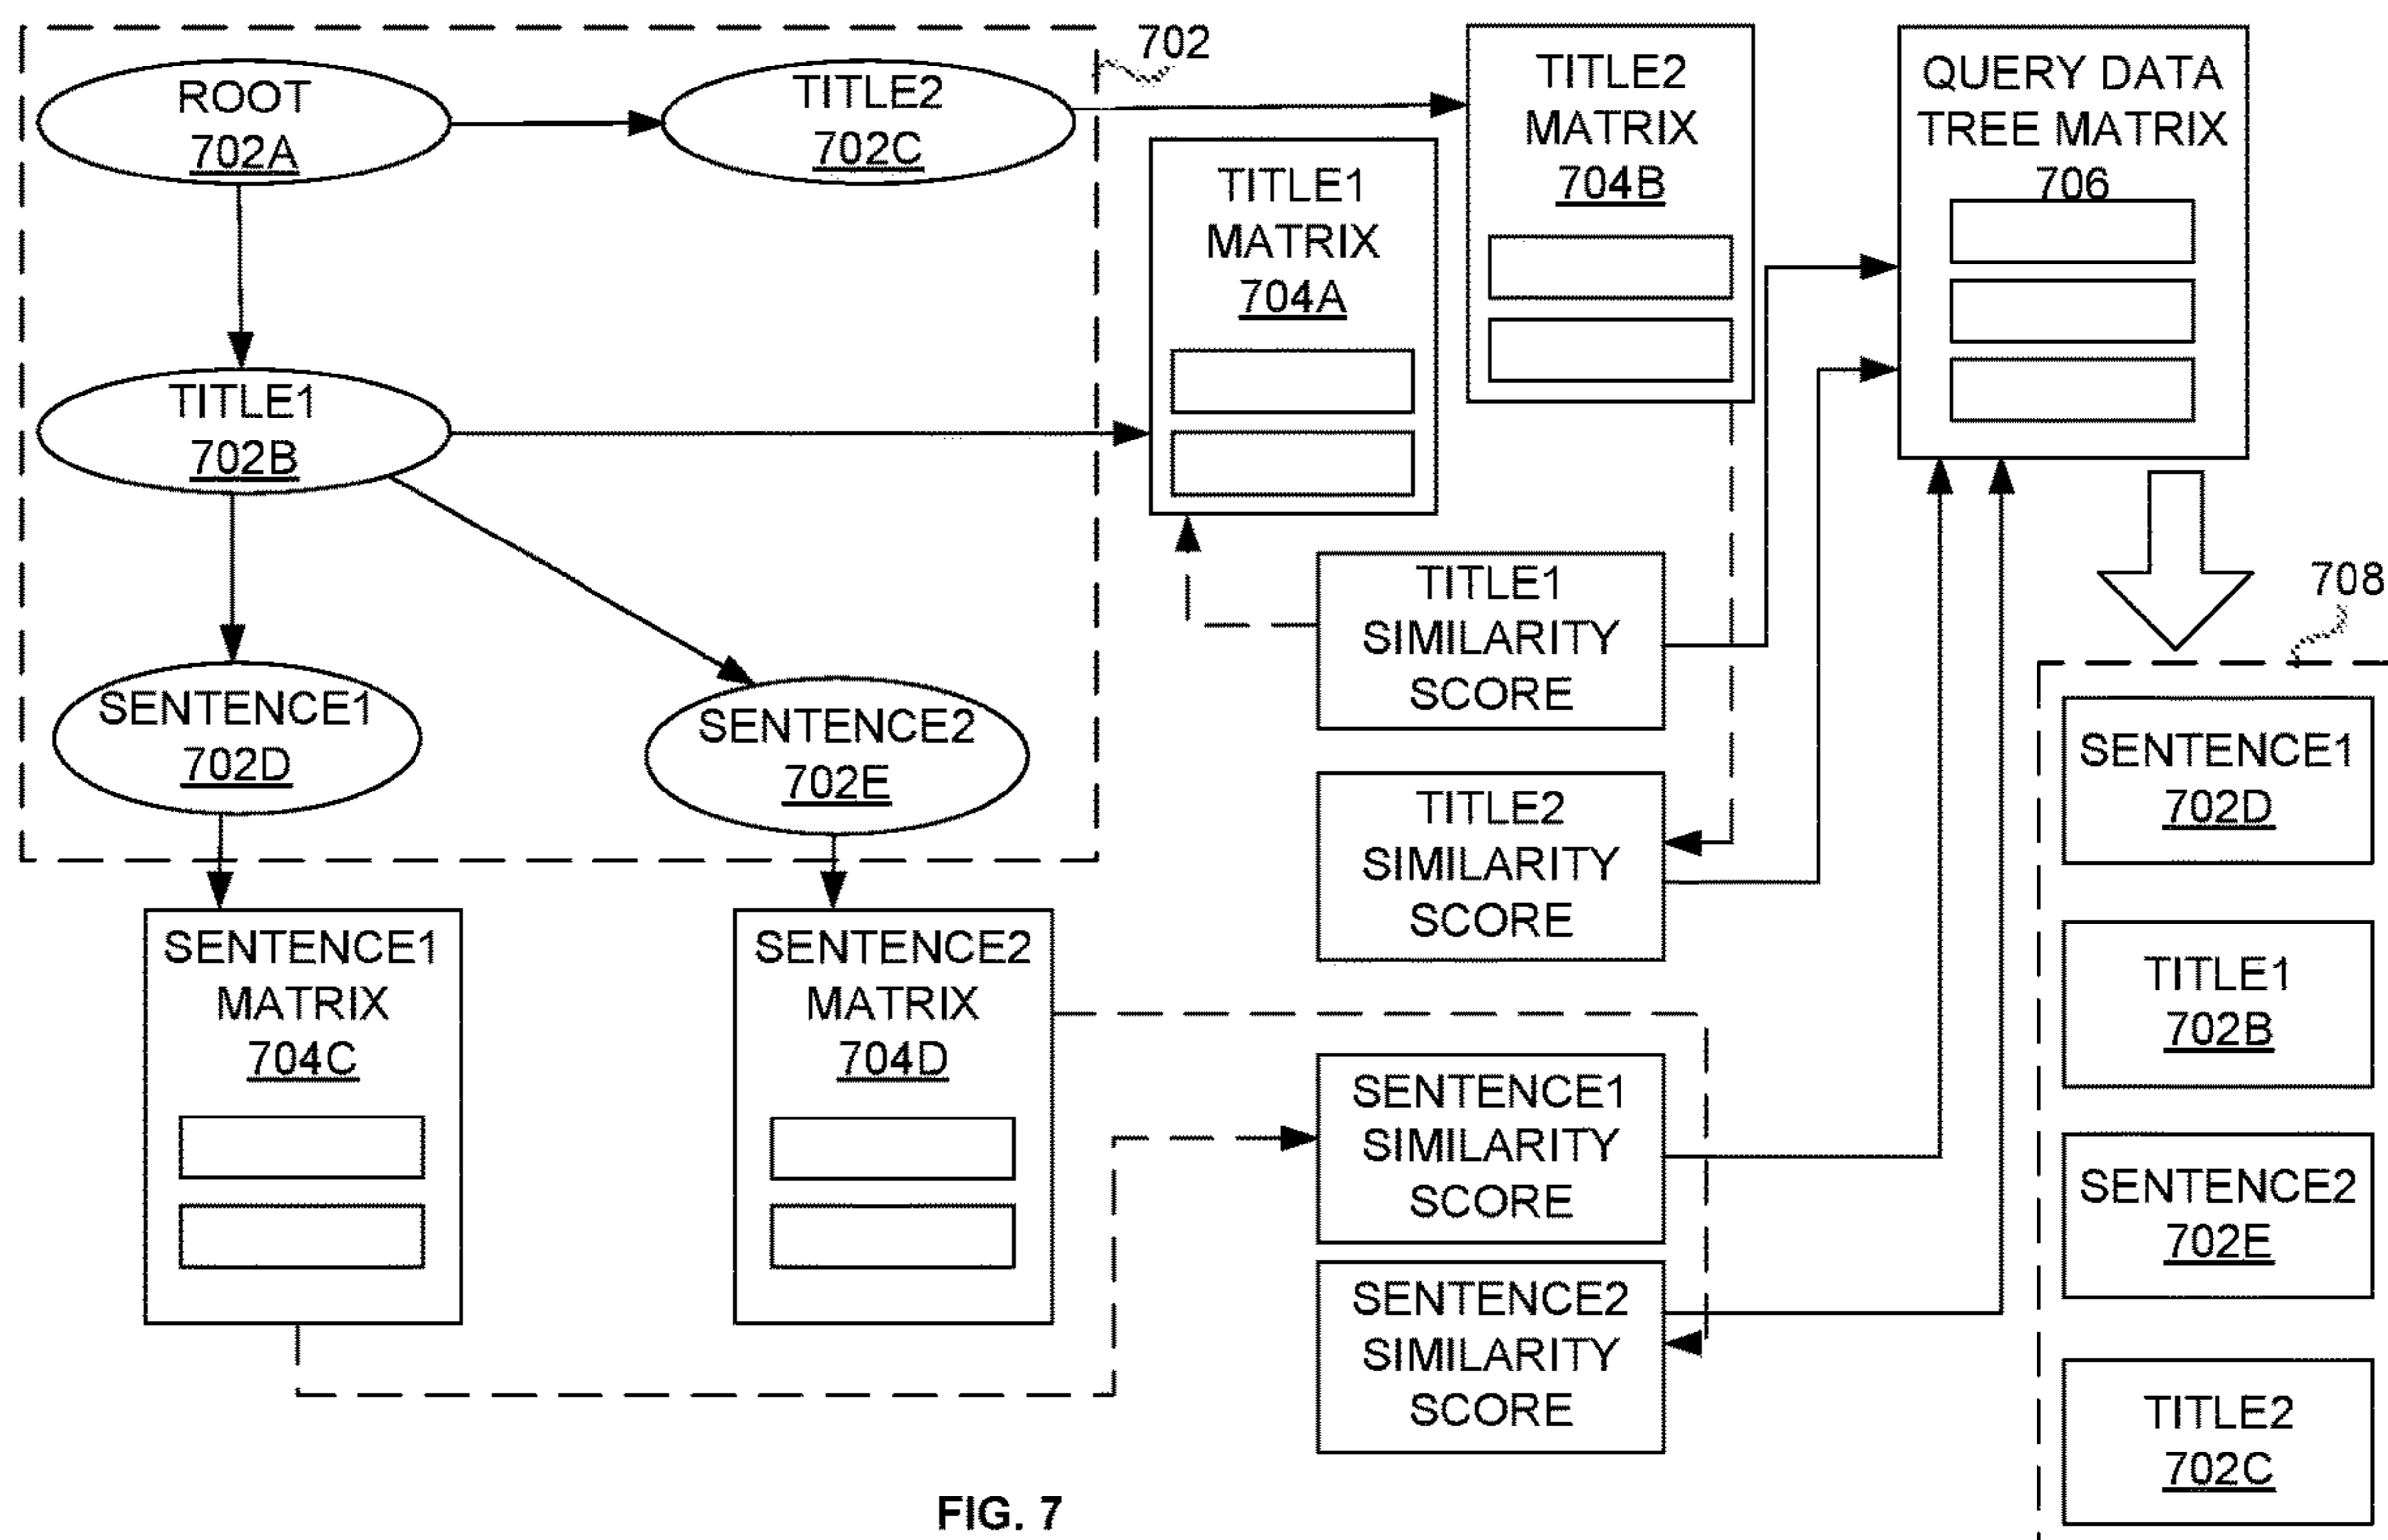 702
ROOT
702A
TITLE2
702C
TITLE2
MATRIX
704B
QUERY DATA
TREE MATRIX
706
TITLE1
MATRIX
704A
TITLE1
702B
TITLE1
SIMILARITY
SCORE
708
SENTENCE1
702D
SENTENCE2
702E
TITLE2
SIMILARITY
SCORE
SENTENCE1
702D
SENTENCE1
MATRIX
704C
SENTENCE2
MATRIX
704D
TITLE1
702B
SENTENCE1
SIMILARITY
SCORE
SENTENCE2
702E
SENTENCE2
SIMILARITY
SCORE
TITLE2
702C
FIG. 7